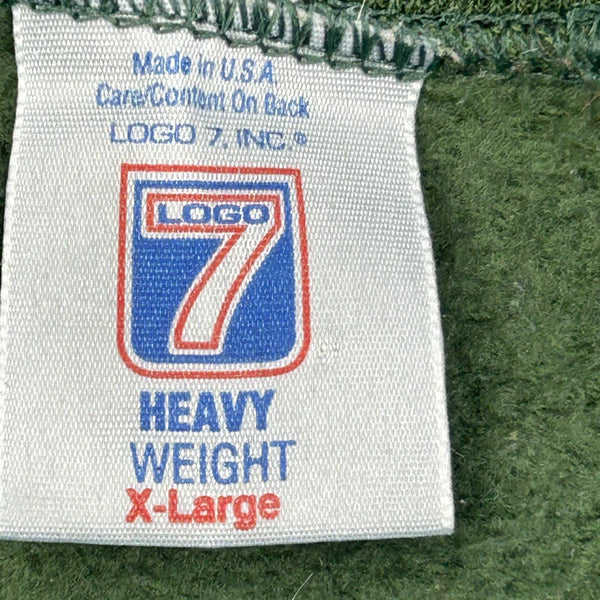 Made in U.S.A
Care/Content On Back
LOGO 7, INC.®
LOGO
7
HEAVY
WEIGHT
X-Large